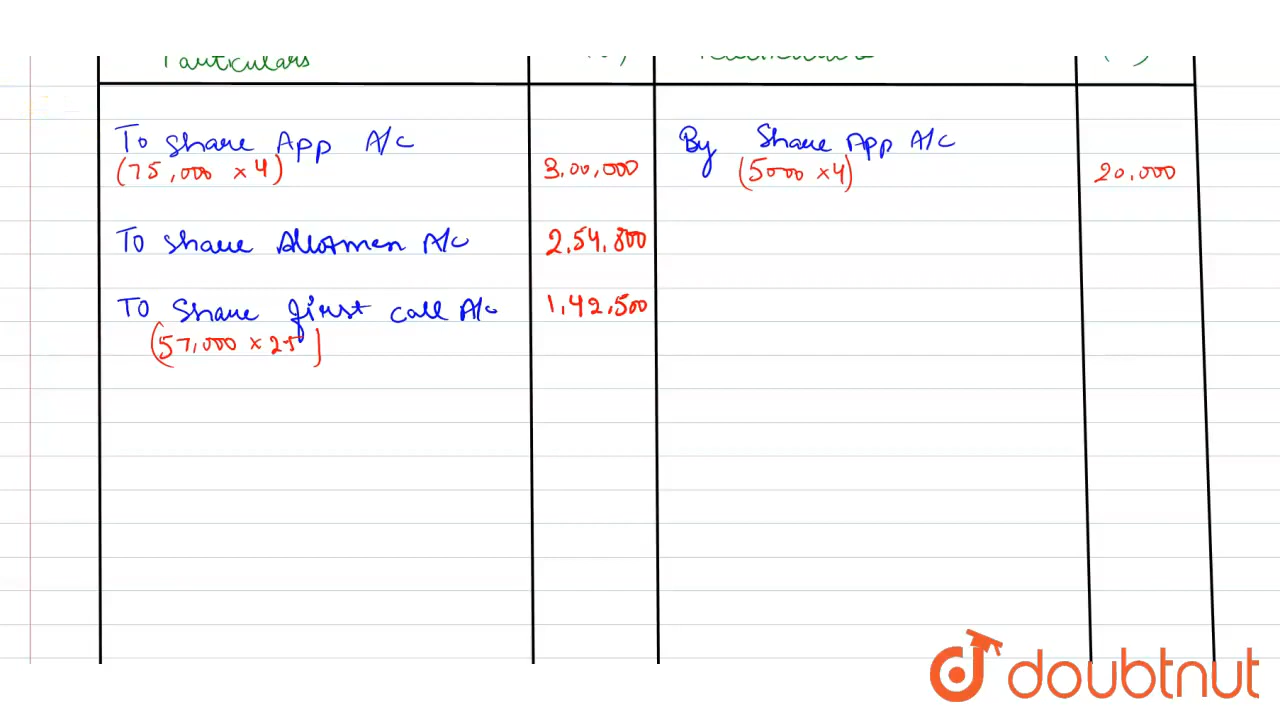 Particulars
To Share App A/c
(75,000 × 4) 3,00,000
To Share Allotmen A/c 2,54,800
To Share first call A/c 1,42,500
(57,000 × 25]
By Share App A/c
(5000 × 4) 20,000
doubtnut